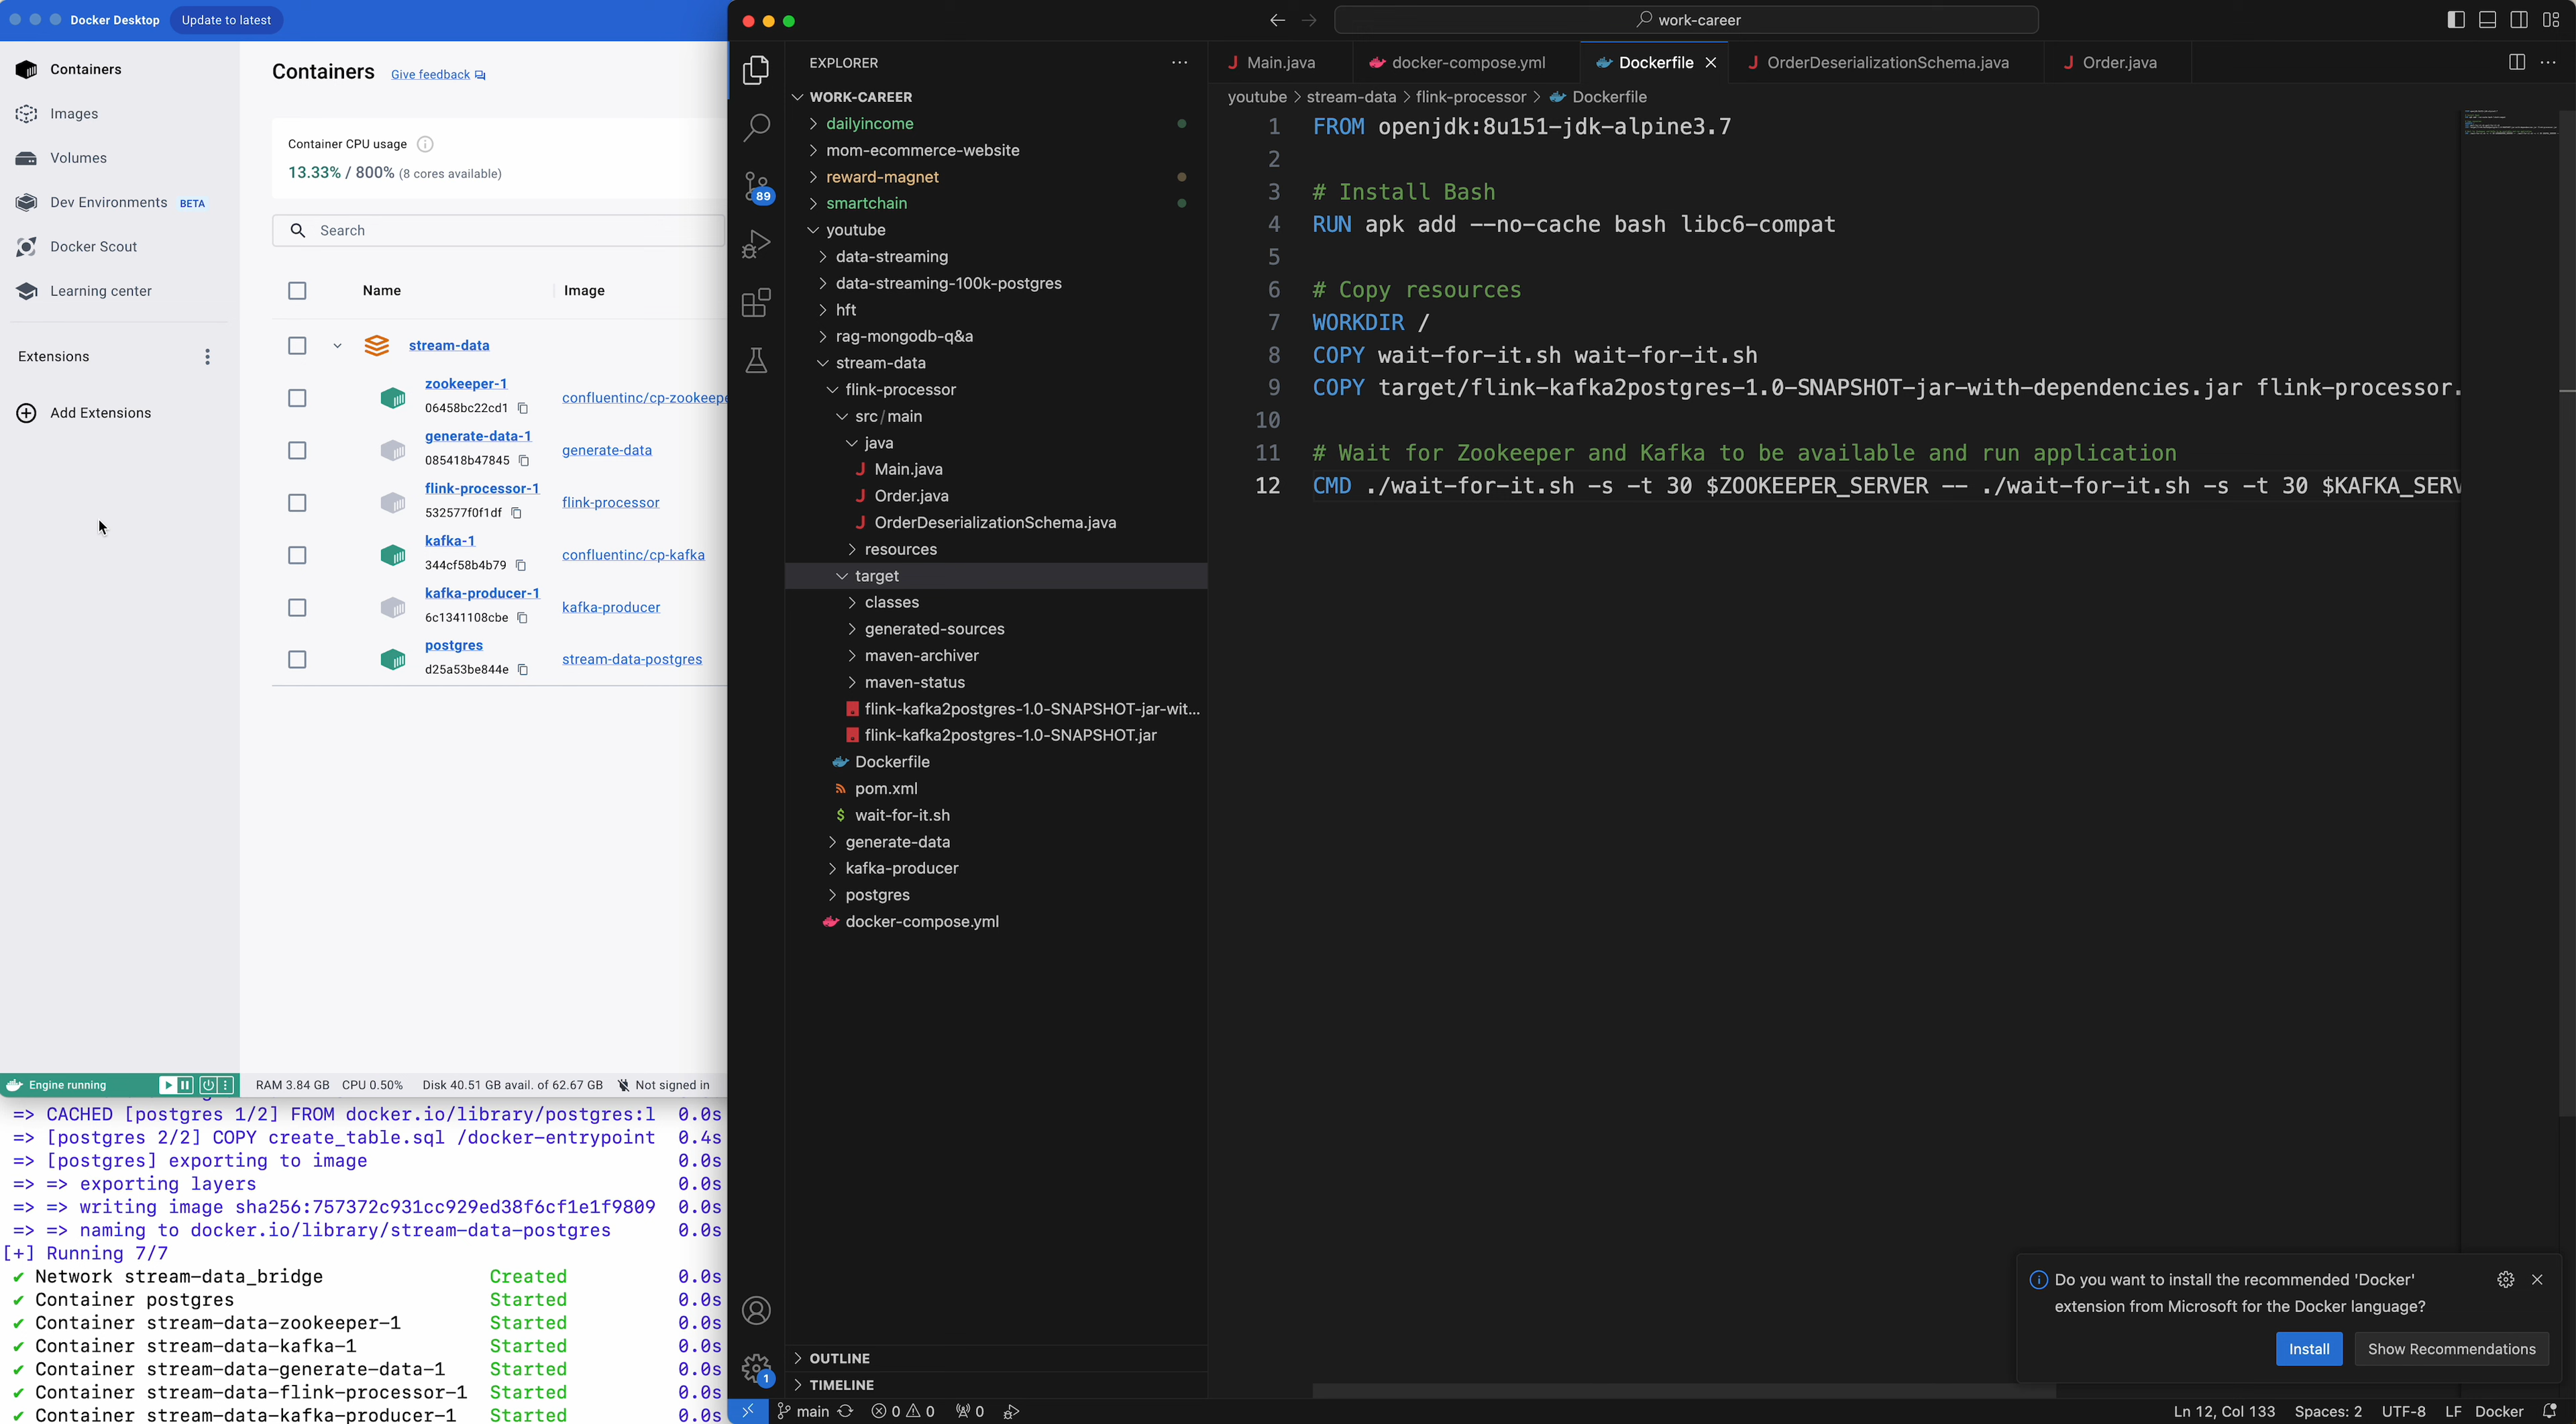 Docker Desktop Update to latest
Containers
Images
Volumes
Dev Environments BETA
Docker Scout
Learning center
Extensions
Add Extensions
Containers Give feedback
Container CPU usage
13.33% / 800% (8 cores available)
Search
Name Image
stream-data
zookeeper-1
06458bc22cd1
confluentinc/cp-zookeepe
generate-data-1
085418b47845
generate-data
flink-processor-1
532577f0f1df
flink-processor
kafka-1
344cf58b4b79
confluentinc/cp-kafka
kafka-producer-1
6c1341108cbe
kafka-producer
postgres
d25a53be844e
stream-data-postgres
Engine running
RAM 3.84 GB CPU 0.50% Disk 40.51 GB avail. of 62.67 GB Not signed in
=> CACHED [postgres 1/2] FROM docker.io/library/postgres:l 0.0s
=> [postgres 2/2] COPY create_table.sql /docker-entrypoint 0.4s
=> [postgres] exporting to image 0.0s
=> => exporting layers 0.0s
=> => writing image sha256:757372c931cc929ed38f6cf1e1f9809 0.0s
=> => naming to docker.io/library/stream-data-postgres 0.0s
[+] Running 7/7
✔ Network stream-data_bridge Created 0.0s
✔ Container postgres Started 0.0s
✔ Container stream-data-zookeeper-1 Started 0.0s
✔ Container stream-data-kafka-1 Started 0.0s
✔ Container stream-data-generate-data-1 Started 0.0s
✔ Container stream-data-flink-processor-1 Started 0.0s
✔ Container stream-data-kafka-producer-1 Started 0.0s
work-career
89
1
EXPLORER
WORK-CAREER
dailyincome
mom-ecommerce-website
reward-magnet
smartchain
youtube
data-streaming
data-streaming-100k-postgres
hft
rag-mongodb-q&a
stream-data
flink-processor
src/main
java
J Main.java
J Order.java
J OrderDeserializationSchema.java
resources
target
classes
generated-sources
maven-archiver
maven-status
flink-kafka2postgres-1.0-SNAPSHOT-jar-wit...
flink-kafka2postgres-1.0-SNAPSHOT.jar
Dockerfile
pom.xml
$ wait-for-it.sh
generate-data
kafka-producer
postgres
docker-compose.yml
OUTLINE
TIMELINE
J Main.java docker-compose.yml Dockerfile J OrderDeserializationSchema.java J Order.java
youtube > stream-data > flink-processor > Dockerfile
1 FROM openjdk:8u151-jdk-alpine3.7
2
3 # Install Bash
4 RUN apk add --no-cache bash libc6-compat
5
6 # Copy resources
7 WORKDIR /
8 COPY wait-for-it.sh wait-for-it.sh
9 COPY target/flink-kafka2postgres-1.0-SNAPSHOT-jar-with-dependencies.jar flink-processor.
10
11 # Wait for Zookeeper and Kafka to be available and run application
12 CMD ./wait-for-it.sh -s -t 30 $ZOOKEEPER_SERVER -- ./wait-for-it.sh -s -t 30 $KAFKA_SERV
Do you want to install the recommended 'Docker'
extension from Microsoft for the Docker language?
Install Show Recommendations
main 0 0 0 Ln 12, Col 133 Spaces: 2 UTF-8 LF Docker